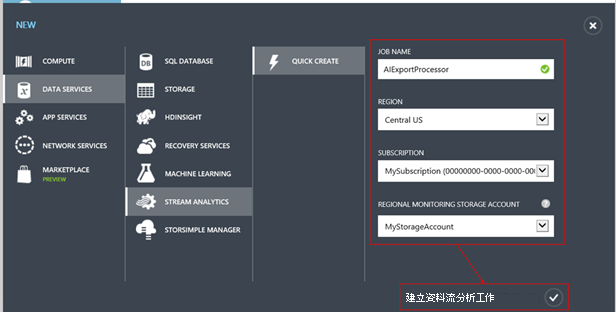 NEW
COMPUTE
DATA SERVICES
APP SERVICES
NETWORK SERVICES
MARKETPLACE
PREVIEW
DB
SQL DATABASE
STORAGE
HDINSIGHT
RECOVERY SERVICES
MACHINE LEARNING
STREAM ANALYTICS
STORSIMPLE MANAGER
QUICK CREATE
JOB NAME
AIExportProcessor
REGION
Central US
SUBSCRIPTION
MySubscription (00000000-0000-0000-00
REGIONAL MONITORING STORAGE ACCOUNT
?
MyStorageAccount
建立資料流分析工作